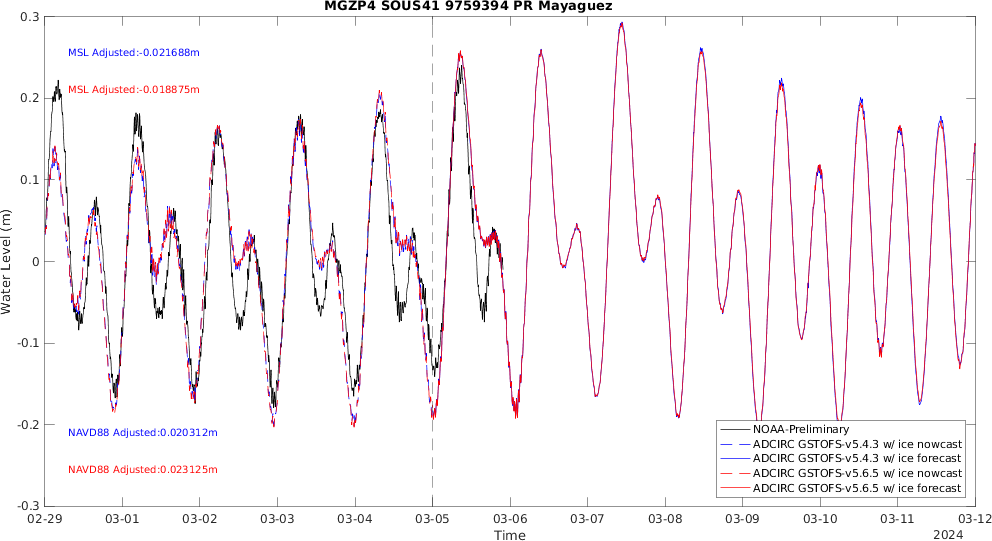 MGZP4 SOUS41 9759394 PR Mayaguez
Water Level (m)
0.3
0.2
0.1
0
-0.1
-0.2
-0.3
MSL Adjusted:-0.021688m
MSL Adjusted:-0.018875m
NAVD88 Adjusted:0.020312m
NAVD88 Adjusted:0.023125m
NOAA-Preliminary
ADCIRC GSTOFS-v5.4.3 w/ ice nowcast
ADCIRC GSTOFS-v5.4.3 w/ ice forecast
ADCIRC GSTOFS-v5.6.5 w/ ice nowcast
ADCIRC GSTOFS-v5.6.5 w/ ice forecast
02-29 03-01 03-02 03-03 03-04 03-05 03-06 03-07 03-08 03-09 03-10 03-11 03-12
Time
2024